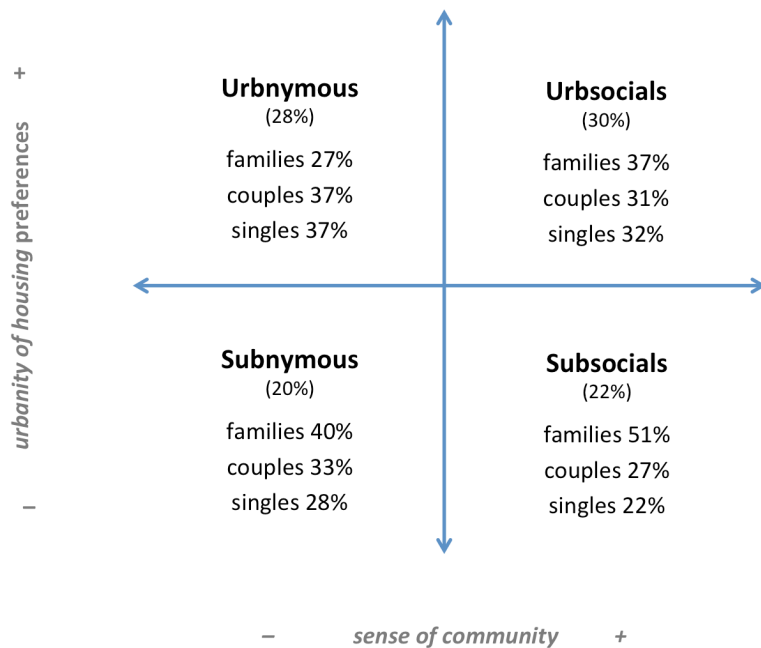 Urbnymous
(28%)
families 27%
couples 37%
singles 37%
Urbsocials
(30%)
families 37%
couples 31%
singles 32%
Subnymous
(20%)
families 40%
couples 33%
singles 28%
Subsocials
(22%)
families 51%
couples 27%
singles 22%
– urbanity of housing preferences +
– sense of community +